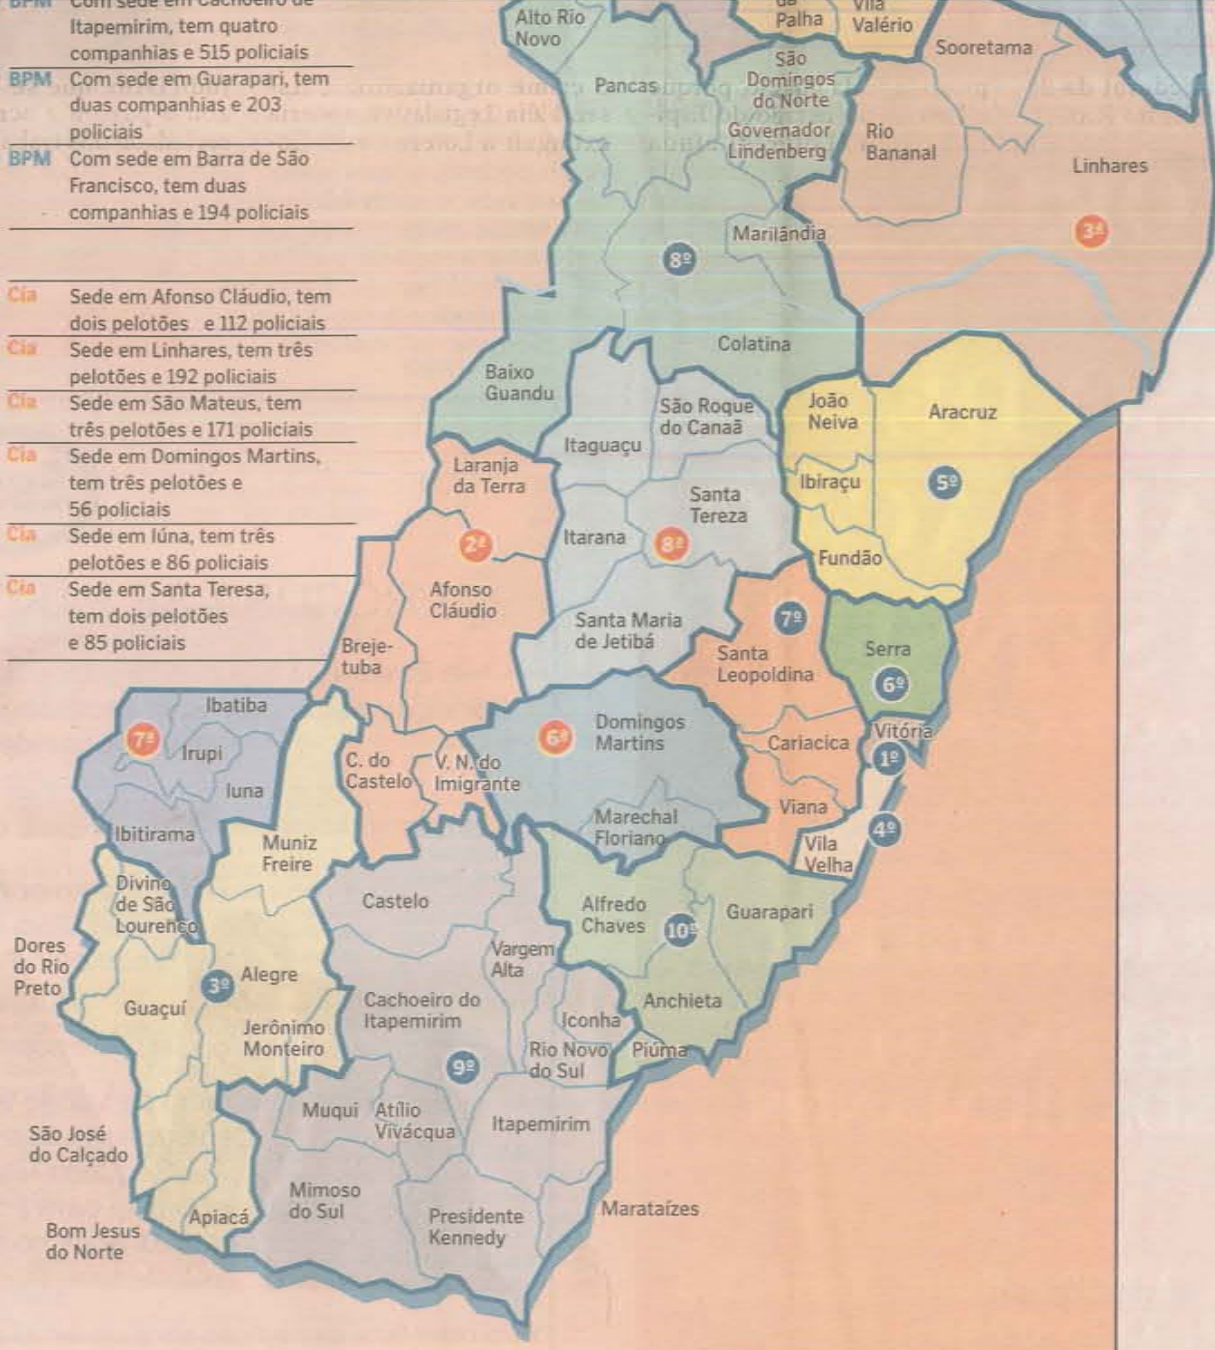 BPM Com sede em Cachoeiro de
Itapemirim, tem quatro
companhias e 515 policiais
BPM Com sede em Guarapari, tem
duas companhias e 203
policiais
BPM Com sede em Barra de São
Francisco, tem duas
companhias e 194 policiais
Cia Sede em Afonso Cláudio, tem
dois pelotões e 112 policiais
Cia Sede em Linhares, tem três
pelotões e 192 policiais
Cia Sede em São Mateus, tem
três pelotões e 171 policiais
Cia Sede em Domingos Martins,
tem três pelotões e
56 policiais
Cia Sede em Iúna, tem três
pelotões e 86 policiais
Cia Sede em Santa Teresa,
tem dois pelotões
e 85 policiais
Alto Rio
Novo
da
Palha
Vila
Valério
Sooretama
Pancas
São
Domingos
do Norte
Governador
Lindenberg
Rio
Bananal
Linhares
3ª
Marilândia
8º
Colatina
Baixo
Guandu
João
Neiva
Aracruz
São Roque
do Canaã
Itaguaçu
Laranja
da Terra
Ibiraçu
5º
Santa
Tereza
Itarana
8ª
2ª
Fundão
Afonso
Cláudio
Santa Maria
de Jetibá
7º
Breje-
tuba
Santa
Leopoldina
Serra
6º
Ibatiba
7ª
Irupi
Iuna
Ibitirama
6ª
Domingos
Martins
Cariacica
Vitória
1º
C. do
Castelo
V. N. do
Imigrante
Marechal
Floriano
Viana
Vila
Velha
4º
Muniz
Freire
Divino
de São
Lourenço
Castelo
Alfredo
Chaves
10º
Guarapari
Dores
do Rio
Preto
Vargem
Alta
3º
Alegre
Guaçuí
Cachoeiro do
Itapemirim
Anchieta
Jerônimo
Monteiro
Iconha
Rio Novo
do Sul
Piúma
9º
Muqui
Atílio
Vivácqua
Itapemirim
São José
do Calçado
Mimoso
do Sul
Presidente
Kennedy
Marataízes
Apiacá
Bom Jesus
do Norte